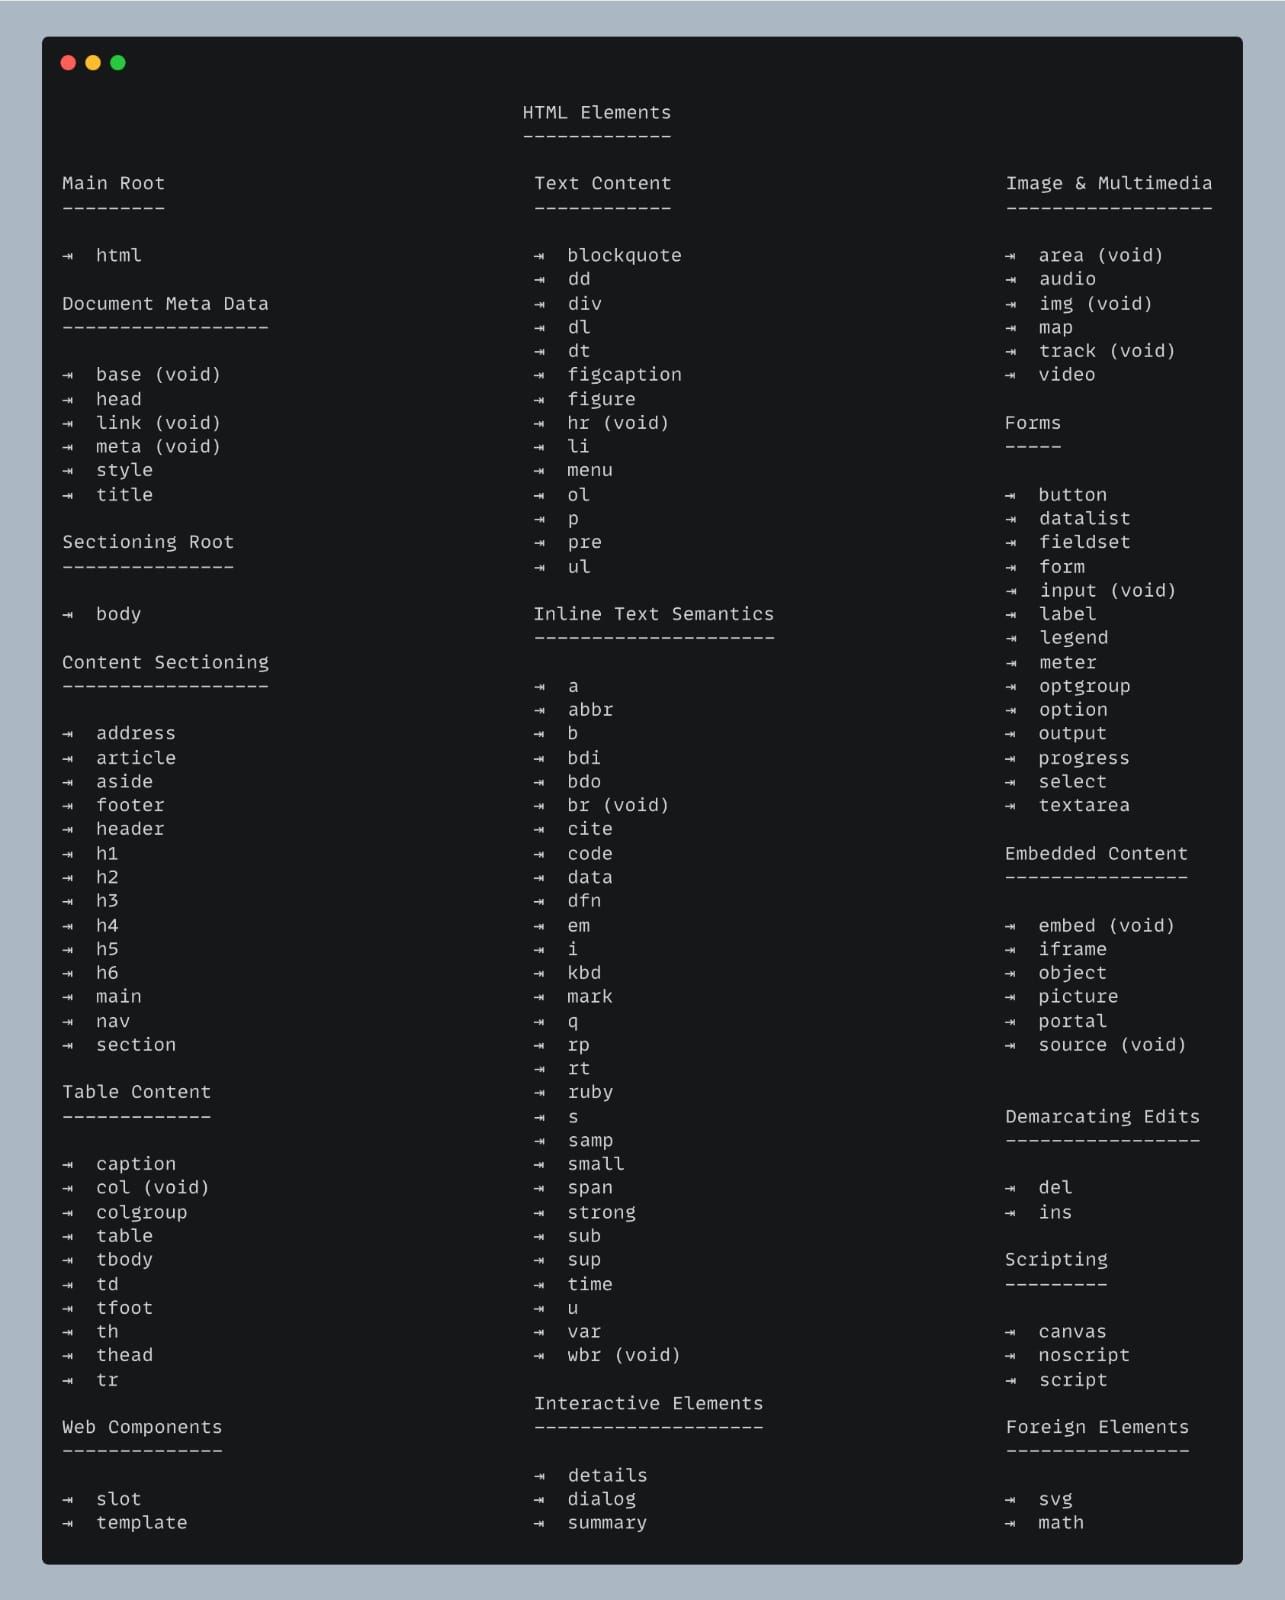 HTML Elements
-------------
Main Root
---------
⇥ html
Document Meta Data
------------------
⇥ base (void)
⇥ head
⇥ link (void)
⇥ meta (void)
⇥ style
⇥ title
Sectioning Root
---------------
⇥ body
Content Sectioning
------------------
⇥ address
⇥ article
⇥ aside
⇥ footer
⇥ header
⇥ h1
⇥ h2
⇥ h3
⇥ h4
⇥ h5
⇥ h6
⇥ main
⇥ nav
⇥ section
Table Content
-------------
⇥ caption
⇥ col (void)
⇥ colgroup
⇥ table
⇥ tbody
⇥ td
⇥ tfoot
⇥ th
⇥ thead
⇥ tr
Web Components
--------------
⇥ slot
⇥ template
Text Content
------------
⇥ blockquote
⇥ dd
⇥ div
⇥ dl
⇥ dt
⇥ figcaption
⇥ figure
⇥ hr (void)
⇥ li
⇥ menu
⇥ ol
⇥ p
⇥ pre
⇥ ul
Inline Text Semantics
---------------------
⇥ a
⇥ abbr
⇥ b
⇥ bdi
⇥ bdo
⇥ br (void)
⇥ cite
⇥ code
⇥ data
⇥ dfn
⇥ em
⇥ i
⇥ kbd
⇥ mark
⇥ q
⇥ rp
⇥ rt
⇥ ruby
⇥ s
⇥ samp
⇥ small
⇥ span
⇥ strong
⇥ sub
⇥ sup
⇥ time
⇥ u
⇥ var
⇥ wbr (void)
Interactive Elements
--------------------
⇥ details
⇥ dialog
⇥ summary
Image & Multimedia
------------------
⇥ area (void)
⇥ audio
⇥ img (void)
⇥ map
⇥ track (void)
⇥ video
Forms
-----
⇥ button
⇥ datalist
⇥ fieldset
⇥ form
⇥ input (void)
⇥ label
⇥ legend
⇥ meter
⇥ optgroup
⇥ option
⇥ output
⇥ progress
⇥ select
⇥ textarea
Embedded Content
----------------
⇥ embed (void)
⇥ iframe
⇥ object
⇥ picture
⇥ portal
⇥ source (void)
Demarcating Edits
-----------------
⇥ del
⇥ ins
Scripting
---------
⇥ canvas
⇥ noscript
⇥ script
Foreign Elements
----------------
⇥ svg
⇥ math